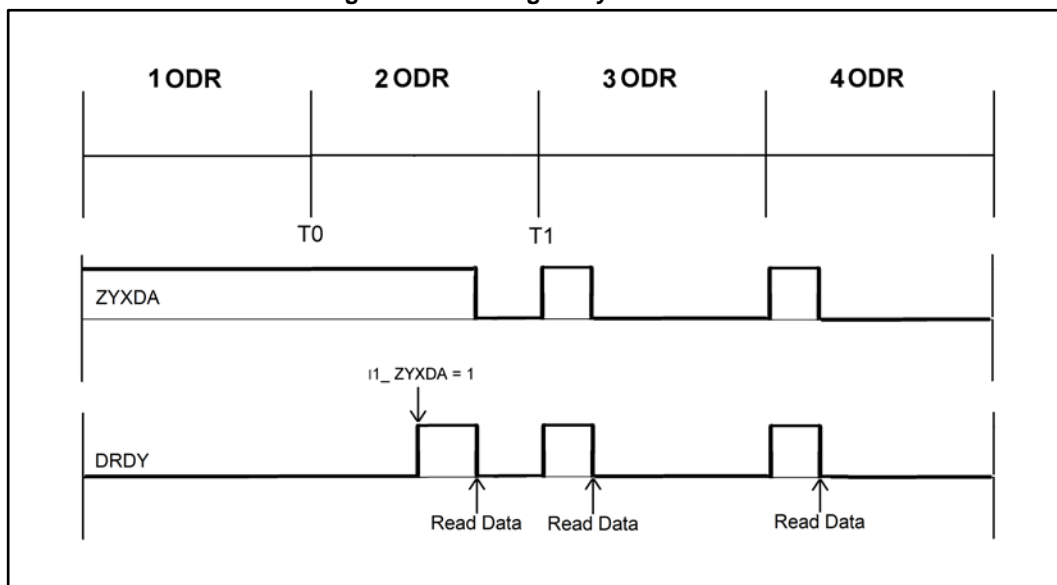 1 ODR 2 ODR 3 ODR 4 ODR
T0 T1
ZYXDA
I1_ ZYXDA = 1
DRDY
Read Data Read Data Read Data